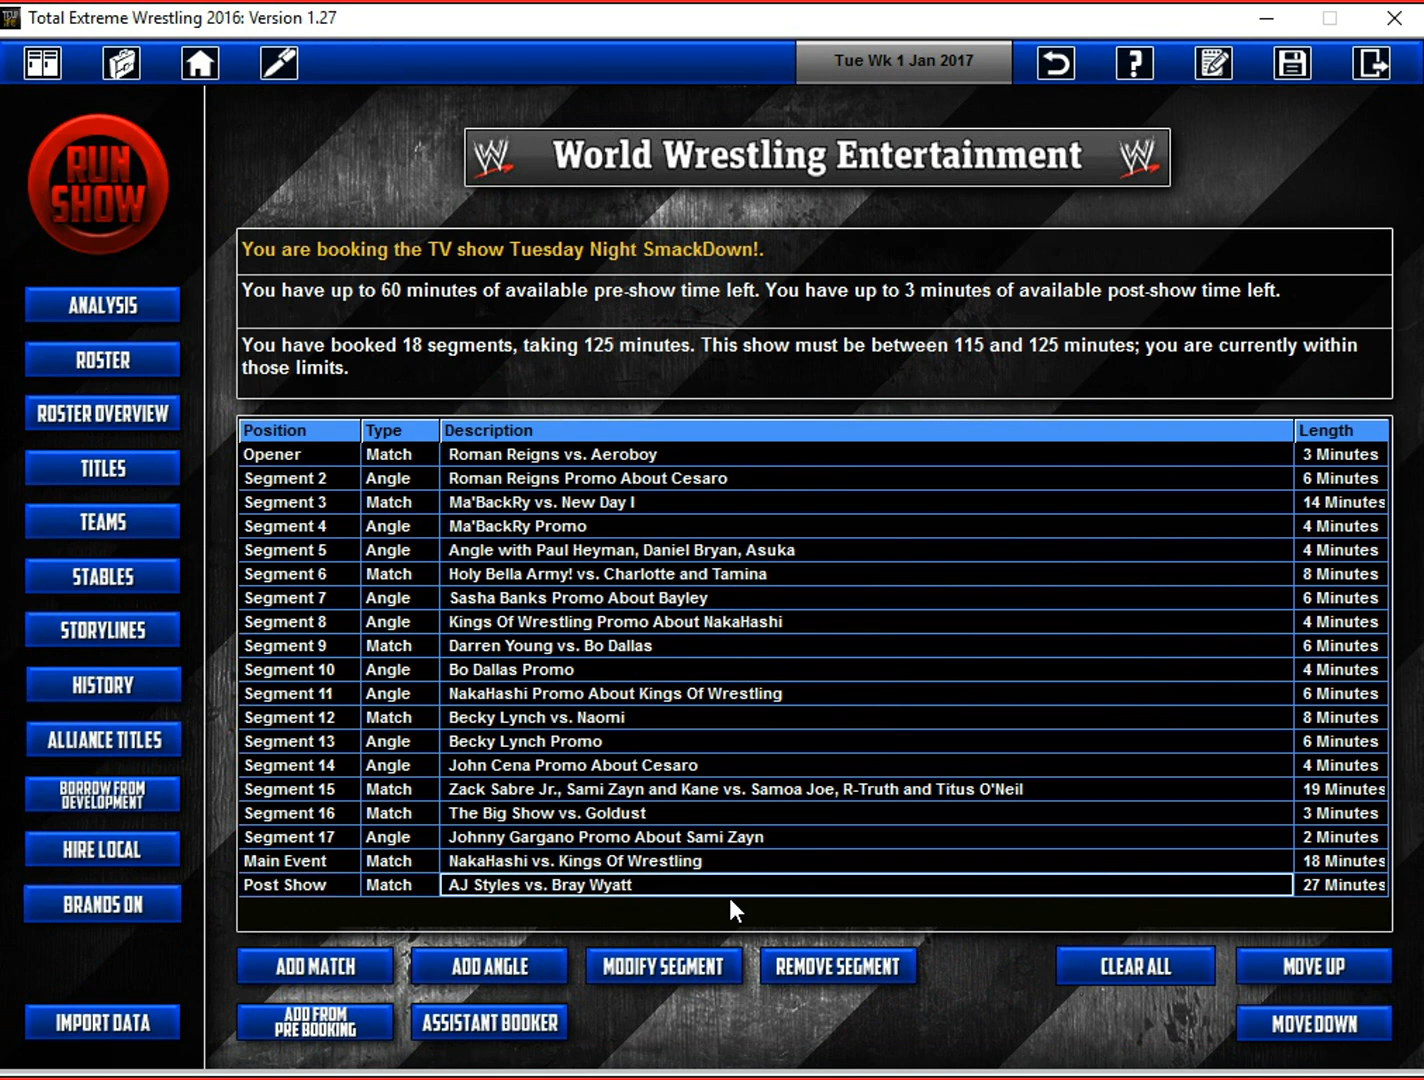 Total Extreme Wrestling 2016: Version 1.27
Tue Wk 1 Jan 2017
RUN SHOW
World Wrestling Entertainment
You are booking the TV show Tuesday Night SmackDown!.
You have up to 60 minutes of available pre-show time left. You have up to 3 minutes of available post-show time left.
You have booked 18 segments, taking 125 minutes. This show must be between 115 and 125 minutes; you are currently within
those limits.
ANALYSIS
ROSTER
ROSTER OVERVIEW
TITLES
TEAMS
STABLES
STORYLINES
HISTORY
ALLIANCE TITLES
BORROW FROM
DEVELOPMENT
HIRE LOCAL
BRANDS ON
IMPORT DATA
Position Type Description Length
Opener Match Roman Reigns vs. Aeroboy 3 Minutes
Segment 2 Angle Roman Reigns Promo About Cesaro 6 Minutes
Segment 3 Match Ma'BackRy vs. New Day I 14 Minutes
Segment 4 Angle Ma'BackRy Promo 4 Minutes
Segment 5 Angle Angle with Paul Heyman, Daniel Bryan, Asuka 4 Minutes
Segment 6 Match Holy Bella Army! vs. Charlotte and Tamina 8 Minutes
Segment 7 Angle Sasha Banks Promo About Bayley 6 Minutes
Segment 8 Angle Kings Of Wrestling Promo About NakaHashi 4 Minutes
Segment 9 Match Darren Young vs. Bo Dallas 6 Minutes
Segment 10 Angle Bo Dallas Promo 4 Minutes
Segment 11 Angle NakaHashi Promo About Kings Of Wrestling 6 Minutes
Segment 12 Match Becky Lynch vs. Naomi 8 Minutes
Segment 13 Angle Becky Lynch Promo 6 Minutes
Segment 14 Angle John Cena Promo About Cesaro 4 Minutes
Segment 15 Match Zack Sabre Jr., Sami Zayn and Kane vs. Samoa Joe, R-Truth and Titus O'Neil 19 Minutes
Segment 16 Match The Big Show vs. Goldust 3 Minutes
Segment 17 Angle Johnny Gargano Promo About Sami Zayn 2 Minutes
Main Event Match NakaHashi vs. Kings Of Wrestling 18 Minutes
Post Show Match AJ Styles vs. Bray Wyatt 27 Minutes
ADD MATCH ADD ANGLE MODIFY SEGMENT REMOVE SEGMENT CLEAR ALL MOVE UP
ADD FROM
PRE BOOKING
ASSISTANT BOOKER
MOVE DOWN